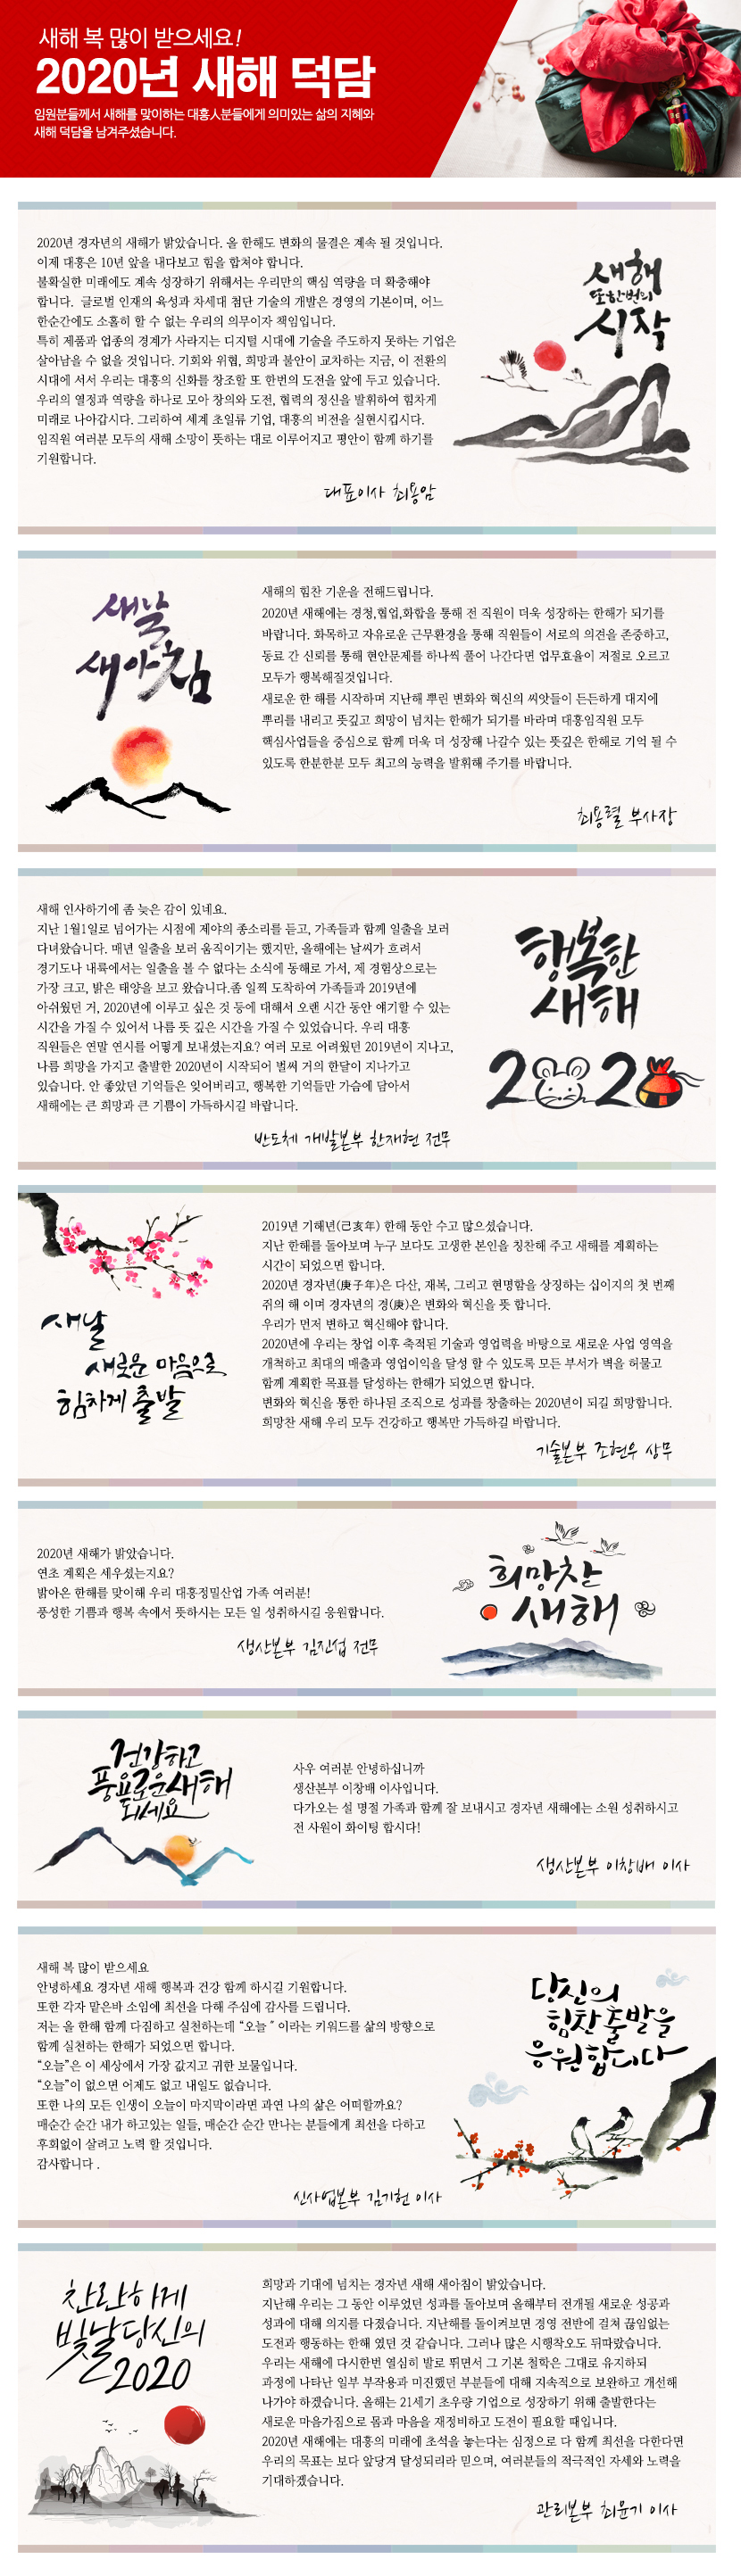 새해 복 많이 받으세요!
2020년 새해 덕담
임원분들께서 새해를 맞이하는 대흥人분들에게 의미있는 삶의 지혜와
새해 덕담을 남겨주셨습니다.
2020년 경자년의 새해가 밝았습니다. 올 한해도 변화의 물결은 계속 될 것입니다.
이제 대흥은 10년 앞을 내다보고 힘을 합쳐야 합니다.
불확실한 미래에도 계속 성장하기 위해서는 우리만의 핵심 역량을 더 확충해야
합니다. 글로벌 인재의 육성과 차세대 첨단 기술의 개발은 경영의 기본이며, 어느
한순간에도 소홀히 할 수 없는 우리의 의무이자 책임입니다.
특히 제품과 업종의 경계가 사라지는 디지털 시대에 기술을 주도하지 못하는 기업은
살아남을 수 없을 것입니다. 기회와 위협, 희망과 불안이 교차하는 지금, 이 전환의
시대에 서서 우리는 대흥의 신화를 창조할 또 한번의 도전을 앞에 두고 있습니다.
우리의 열정과 역량을 하나로 모아 창의와 도전, 협력의 정신을 발휘하여 힘차게
미래로 나아갑시다. 그리하여 세계 초일류 기업, 대흥의 비전을 실현시킵시다.
임직원 여러분 모두의 새해 소망이 뜻하는 대로 이루어지고 평안이 함께 하기를
기원합니다.
대표이사 최용암
새해
또 한번의
시작
새날
새아침
새해의 힘찬 기운을 전해드립니다.
2020년 새해에는 경청,협업,화합을 통해 전 직원이 더욱 성장하는 한해가 되기를
바랍니다. 화목하고 자유로운 근무환경을 통해 직원들이 서로의 의견을 존중하고,
동료 간 신뢰를 통해 현안문제를 하나씩 풀어 나간다면 업무효율이 저절로 오르고
모두가 행복해질것입니다.
새로운 한 해를 시작하며 지난해 뿌린 변화와 혁신의 씨앗들이 든든하게 대지에
뿌리를 내리고 뜻깊고 희망이 넘치는 한해가 되기를 바라며 대흥임직원 모두
핵심사업들을 중심으로 함께 더욱 더 성장해 나갈수 있는 뜻깊은 한해로 기억 될 수
있도록 한분한분 모두 최고의 능력을 발휘해 주기를 바랍니다.
최용렬 부사장
새해 인사하기에 좀 늦은 감이 있네요.
지난 1월1일로 넘어가는 시점에 제야의 종소리를 듣고, 가족들과 함께 일출을 보러
다녀왔습니다. 매년 일출을 보러 움직이기는 했지만, 올해에는 날씨가 흐려서
경기도나 내륙에서는 일출을 볼 수 없다는 소식에 동해로 가서, 제 경험상으로는
가장 크고, 밝은 태양을 보고 왔습니다.좀 일찍 도착하여 가족들과 2019년에
아쉬웠던 거, 2020년에 이루고 싶은 것 등에 대해서 오랜 시간 동안 얘기할 수 있는
시간을 가질 수 있어서 나름 뜻 깊은 시간을 가질 수 있었습니다. 우리 대흥
직원들은 연말 연시를 어떻게 보내셨는지요? 여러 모로 어려웠던 2019년이 지나고,
나름 희망을 가지고 출발한 2020년이 시작되어 벌써 거의 한달이 지나가고
있습니다. 안 좋았던 기억들은 잊어버리고, 행복한 기억들만 가슴에 담아서
새해에는 큰 희망과 큰 기쁨이 가득하시길 바랍니다.
반도체 개발본부 한재현 전무
행복한
새해
2020
새날
새로운 마음으로
힘차게 출발
2019년 기해년(己亥年) 한해 동안 수고 많으셨습니다.
지난 한해를 돌아보며 누구 보다도 고생한 본인을 칭찬해 주고 새해를 계획하는
시간이 되었으면 합니다.
2020년 경자년(庚子年)은 다산, 재복, 그리고 현명함을 상징하는 십이지의 첫 번째
쥐의 해 이며 경자년의 경(庚)은 변화와 혁신을 뜻 합니다.
우리가 먼저 변하고 혁신해야 합니다.
2020년에 우리는 창업 이후 축적된 기술과 영업력을 바탕으로 새로운 사업 영역을
개척하고 최대의 매출과 영업이익을 달성 할 수 있도록 모든 부서가 벽을 허물고
함께 계획한 목표를 달성하는 한해가 되었으면 합니다.
변화와 혁신을 통한 하나된 조직으로 성과를 창출하는 2020년이 되길 희망합니다.
희망찬 새해 우리 모두 건강하고 행복만 가득하길 바랍니다.
기술본부 조현우 상무
2020년 새해가 밝았습니다.
연초 계획은 세우셨는지요?
밝아온 한해를 맞이해 우리 대흥정밀산업 가족 여러분!
풍성한 기쁨과 행복 속에서 뜻하시는 모든 일 성취하시길 응원합니다.
생산본부 김진섭 전무
희망찬
새해
건강하고
풍요로운새해
되세요
사우 여러분 안녕하십니까
생산본부 이창배 이사입니다.
다가오는 설 명절 가족과 함께 잘 보내시고 경자년 새해에는 소원 성취하시고
전 사원이 화이팅 합시다!
생산본부 이창배 이사
새해 복 많이 받으세요
안녕하세요 경자년 새해 행복과 건강 함께 하시길 기원합니다.
또한 각자 맡은바 소임에 최선을 다해 주심에 감사를 드립니다.
저는 올 한해 함께 다짐하고 실천하는데 “오늘 ” 이라는 키워드를 삶의 방향으로
함께 실천하는 한해가 되었으면 합니다.
“오늘”은 이 세상에서 가장 값지고 귀한 보물입니다.
“오늘”이 없으면 어제도 없고 내일도 없습니다.
또한 나의 모든 인생이 오늘이 마지막이라면 과연 나의 삶은 어떠할까요?
매순간 순간 내가 하고있는 일들, 매순간 순간 만나는 분들에게 최선을 다하고
후회없이 살려고 노력 할 것입니다.
감사합니다 .
신사업본부 김기헌 이사
당신의
힘찬 출발을
응원합니다
찬란하게
빛날당신의
2020
희망과 기대에 넘치는 경자년 새해 새아침이 밝았습니다.
지난해 우리는 그 동안 이루었던 성과를 돌아보며 올해부터 전개될 새로운 성공과
성과에 대해 의지를 다졌습니다. 지난해를 돌이켜보면 경영 전반에 걸쳐 끊임없는
도전과 행동하는 한해 였던 것 같습니다. 그러나 많은 시행착오도 뒤따랐습니다.
우리는 새해에 다시한번 열심히 발로 뛰면서 그 기본 철학은 그대로 유지하되
과정에 나타난 일부 부작용과 미진했던 부분들에 대해 지속적으로 보완하고 개선해
나가야 하겠습니다. 올해는 21세기 초우량 기업으로 성장하기 위해 출발한다는
새로운 마음가짐으로 몸과 마음을 재정비하고 도전이 필요할 때입니다.
2020년 새해에는 대흥의 미래에 초석을 놓는다는 심정으로 다 함께 최선을 다한다면
우리의 목표는 보다 앞당겨 달성되리라 믿으며, 여러분들의 적극적인 자세와 노력을
기대하겠습니다.
관리본부 최윤기 이사